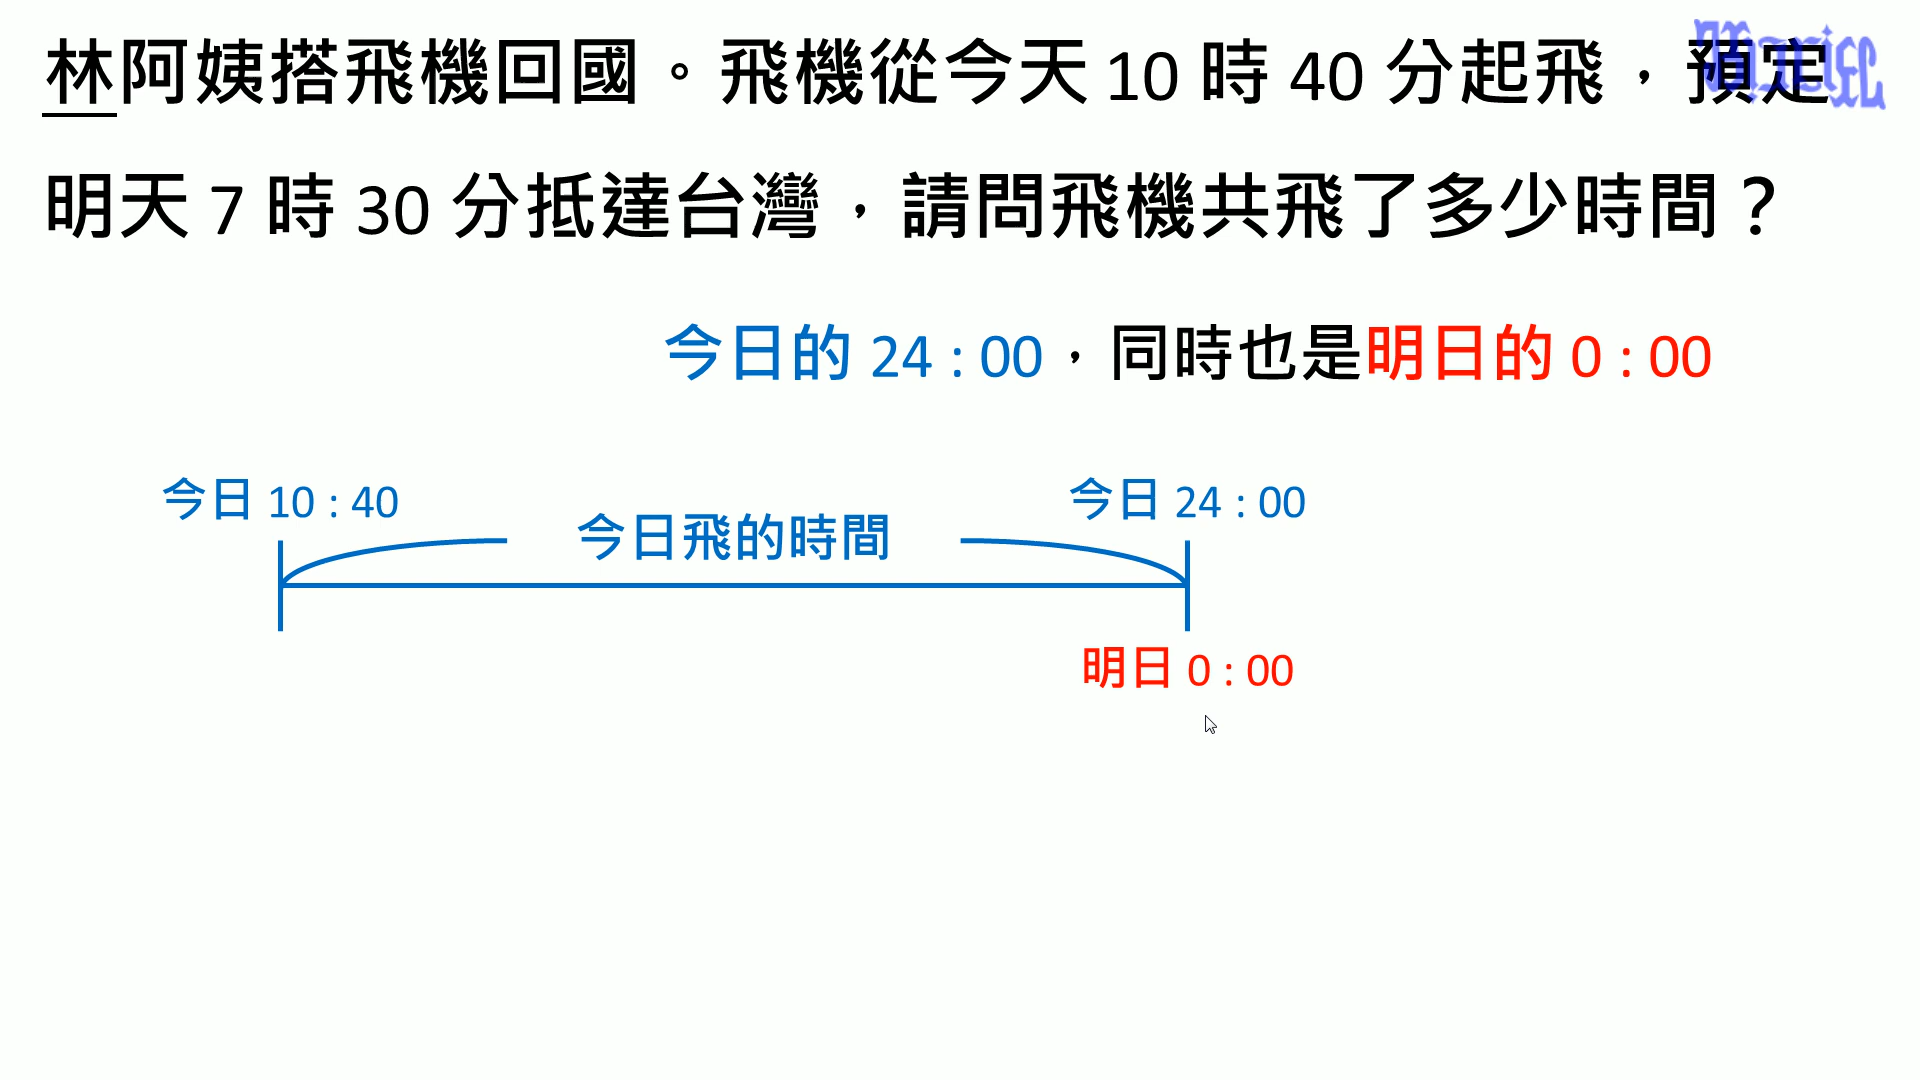 林阿姨搭飛機回國。飛機從今天 10 時 40 分起飛，預定
明天 7 時 30 分抵達台灣，請問飛機共飛了多少時間？
今日的 24 : 00，同時也是明日的 0 : 00
今日 10 : 40
今日 24 : 00
今日飛的時間
明日 0 : 00